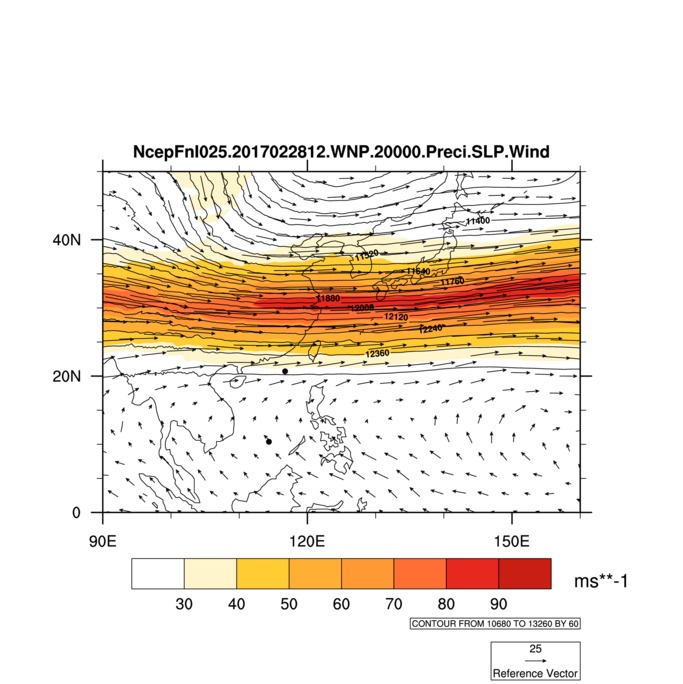 NcepFnl025.2017022812.WNP.20000.Preci.SLP.Wind
11400
40N
11520
11640
11760
11880
12000
12120
12240
12360
20N
0
90E 120E 150E
30 40 50 60 70 80 90
ms**-1
CONTOUR FROM 10680 TO 13260 BY 60
25
Reference Vector